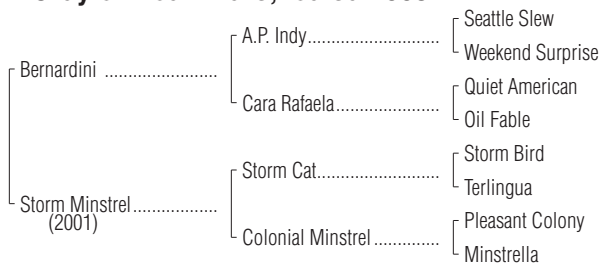 Seattle Slew
A.P. Indy
Weekend Surprise
Bernardini
Quiet American
Cara Rafaela
Oil Fable
Storm Bird
Storm Cat
Terlingua
Storm Minstrel
(2001)
Pleasant Colony
Colonial Minstrel
Minstrella